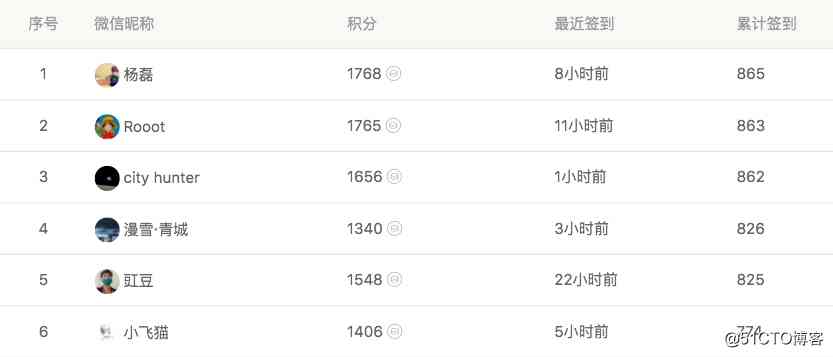 序号 微信昵称 积分 最近签到 累计签到
1 杨磊 1768 8小时前 865
2 Rooot 1765 11小时前 863
3 city hunter 1656 1小时前 862
4 漫雪·青城 1340 3小时前 826
5 豇豆 1548 22小时前 825
6 小飞猫 1406 5小时前 774
@51CTO博客